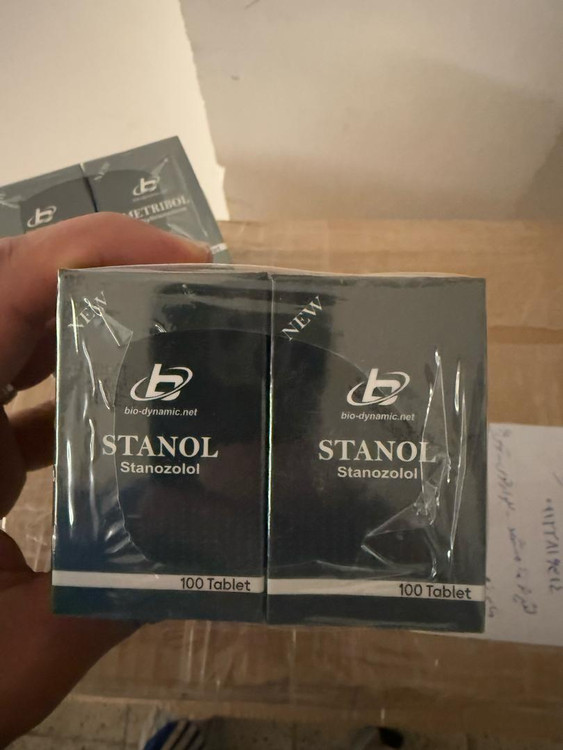 METRIBOL
NEW
bio-dynamic.net
STANOL
Stanozolol
100 Tablet
NEW
bio-dynamic.net
STANOL
Stanozolol
100 Tablet